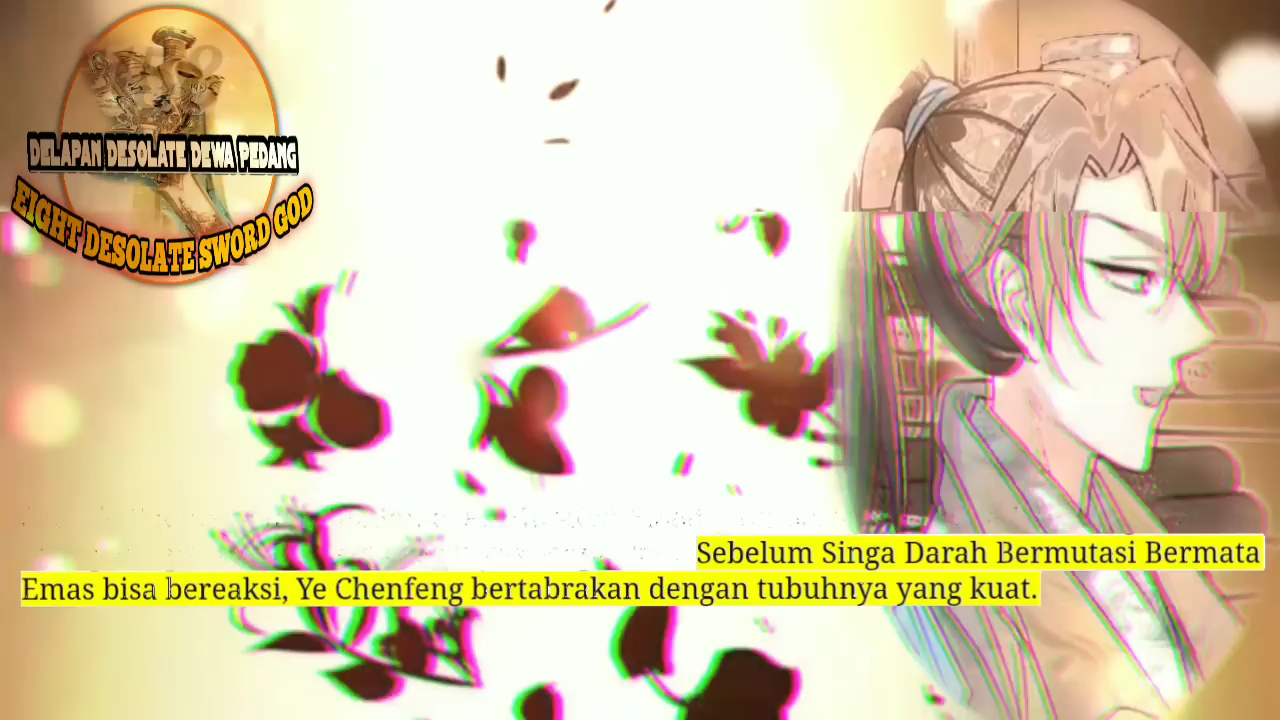 DELAPAN DESOLATE DEWA PEDANG
EIGHT DESOLATE SWORD GOD
Sebelum Singa Darah Bermutasi Bermata
Emas bisa bereaksi, Ye Chenfeng bertabrakan dengan tubuhnya yang kuat.